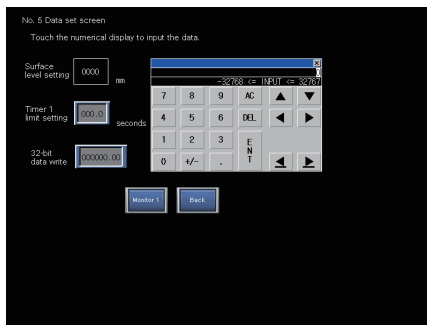 No. 5 Data set screen
Touch the numerical display to input the data.
Surface
level setting
0000
mm
Timer 1
limit setting
000.0
seconds
32-bit
data write
000000.00
0
-32768 <= INPUT <= 32767
7 8 9 AC
4 5 6 DEL
1 2 3
0 +/- .
E
N
T
Monitor 1
Back